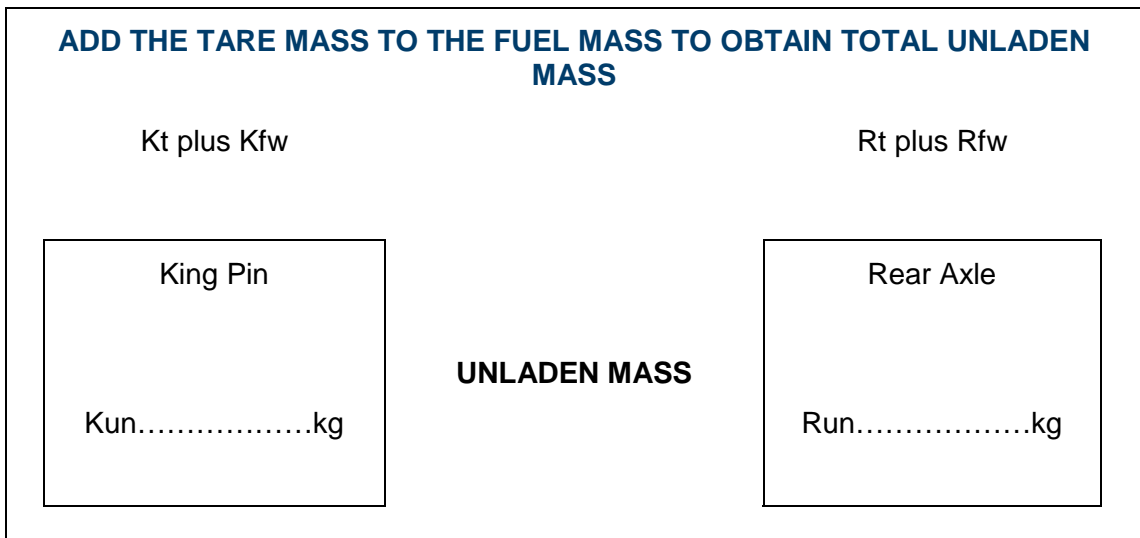 ADD THE TARE MASS TO THE FUEL MASS TO OBTAIN TOTAL UNLADEN
MASS
Kt plus Kfw
Rt plus Rfw
King Pin
Rear Axle
UNLADEN MASS
Kun………………kg
Run………………kg